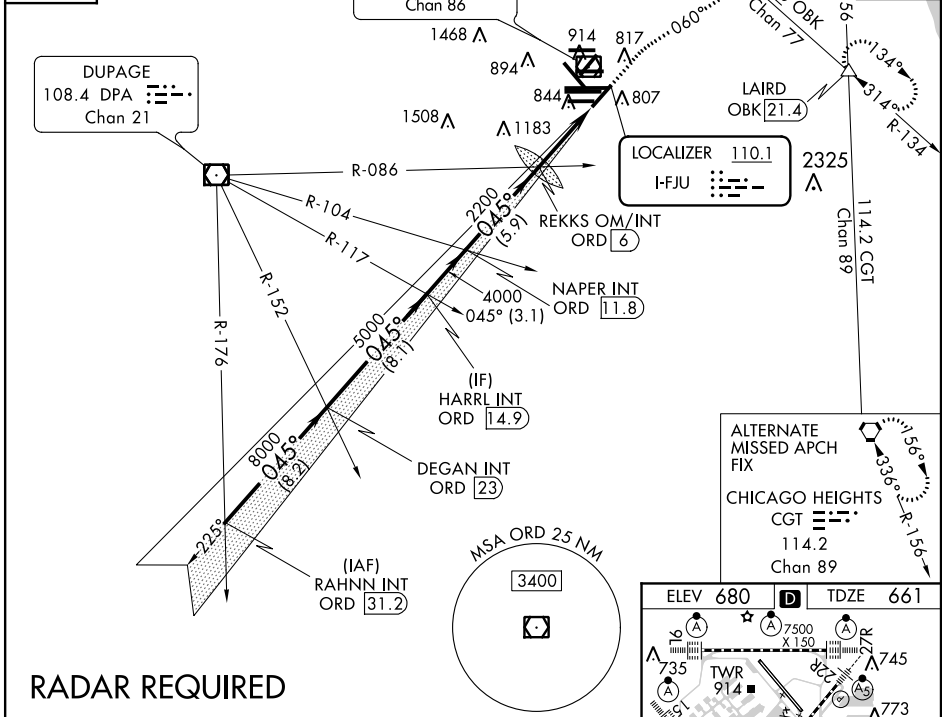 Chan 86
1468
914
817
894
844
807
1508
1183
060°
OBK
Chan 77
56
134°
314°
R-134
LAIRD
OBK 21.4
DUPAGE
108.4 DPA
Chan 21
LOCALIZER 110.1
I-FJU
2325
114.2 CGT
Chan 89
R-086
R-104
R-117
R-152
R-176
2200
045°
(5.9)
REKKS OM/INT
ORD 6
NAPER INT
ORD 11.8
4000
045° (3.1)
5000
045°
(8.1)
(IF)
HARRL INT
ORD 14.9
8000
045°
(8.2)
DEGAN INT
ORD 23
225°
(IAF)
RAHNN INT
ORD 31.2
MSA ORD 25 NM
3400
ALTERNATE
MISSED APCH
FIX
CHICAGO HEIGHTS
CGT
114.2
Chan 89
156°
336°
R-156
ELEV 680 D TDZE 661
A
A
A
7500
X 150
9L
27R
735
TWR
914
22R
745
A
A5
773
RADAR REQUIRED